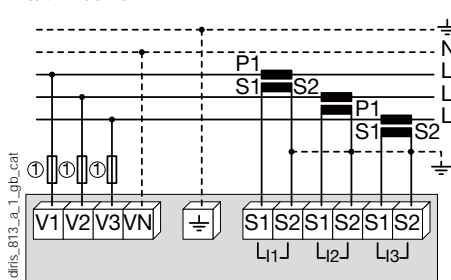 N
L
P1
S1 S2
L
P1
L
S1 S2
① ① ①
V1 V2 V3 VN S1 S2 S1 S2 S1 S2
I1 I2 I3
diris_813_a_1_gb_cat